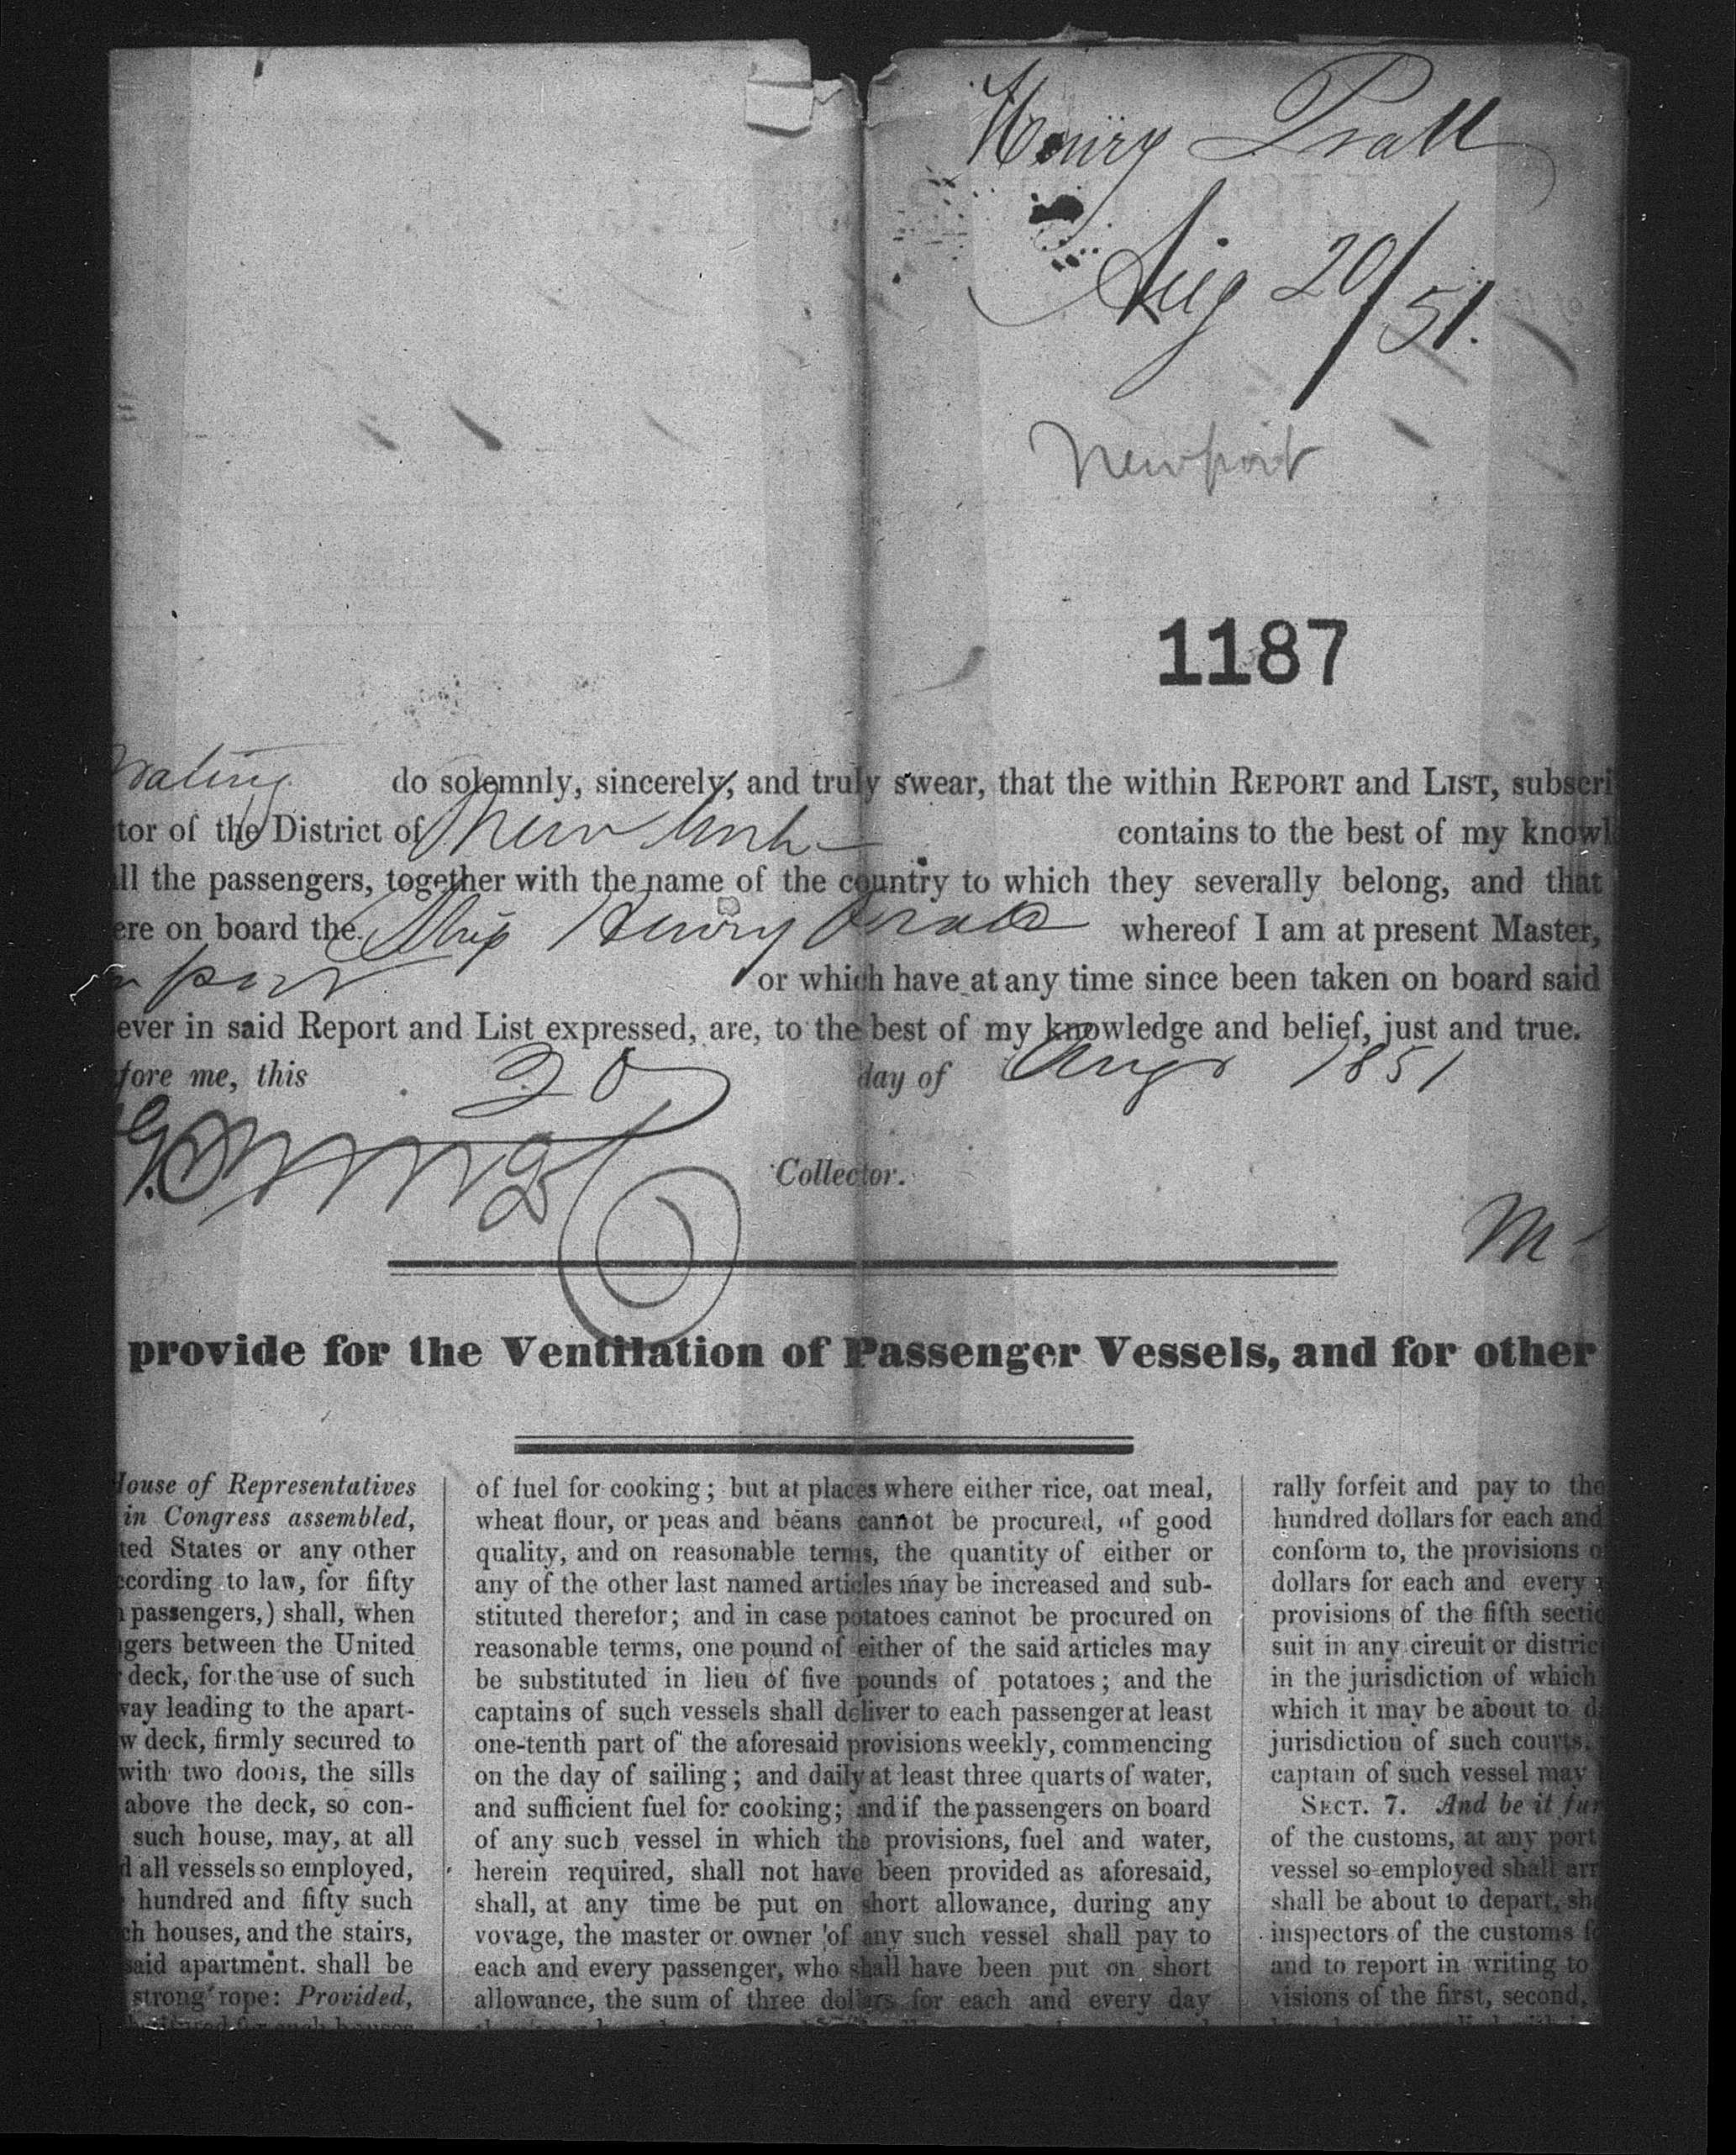 Henry Pratt
Aug 20/51.
Newport
1187
do solemnly, sincerely, and truly swear, that the within REPORT and LIST, subscri
tor of the District of New York contains to the best of my knowl
ll the passengers, together with the name of the country to which they severally belong, and that
ere on board the Ship Henry Pratt whereof I am at present Master,
port or which have at any time since been taken on board said
ever in said Report and List expressed, are, to the best of my knowledge and belief, just and true.
fore me, this 20 day of Augt 1851
Collector.
M
provide for the Ventilation of Passenger Vessels, and for other
House of Representatives
in Congress assembled,
ted States or any other
ccording to law, for fifty
passengers,) shall, when
gers between the United
deck, for the use of such
way leading to the apart-
w deck, firmly secured to
with two doors, the sills
above the deck, so con-
such house, may, at all
d all vessels so employed,
hundred and fifty such
ch houses, and the stairs,
said apartment. shall be
strong rope: Provided,
of fuel for cooking; but at places where either rice, oat meal,
wheat flour, or peas and beans cannot be procured, of good
quality, and on reasonable terms, the quantity of either or
any of the other last named articles may be increased and sub-
stituted therefor; and in case potatoes cannot be procured on
reasonable terms, one pound of either of the said articles may
be substituted in lieu of five pounds of potatoes; and the
captains of such vessels shall deliver to each passenger at least
one-tenth part of the aforesaid provisions weekly, commencing
on the day of sailing; and daily at least three quarts of water,
and sufficient fuel for cooking; and if the passengers on board
of any such vessel in which the provisions, fuel and water,
herein required, shall not have been provided as aforesaid,
shall, at any time be put on short allowance, during any
voyage, the master or owner of any such vessel shall pay to
each and every passenger, who shall have been put on short
allowance, the sum of three dollars for each and every day
rally forfeit and pay to the
hundred dollars for each and
conform to, the provisions o
dollars for each and every
provisions of the fifth sectio
suit in any circuit or distric
in the jurisdiction of which
which it may be about to d
jurisdiction of such courts.
captain of such vessel may
SECT. 7. And be it fur
of the customs, at any port
vessel so employed shall arr
shall be about to depart, sh
inspectors of the customs fo
and to report in writing to
visions of the first, second,